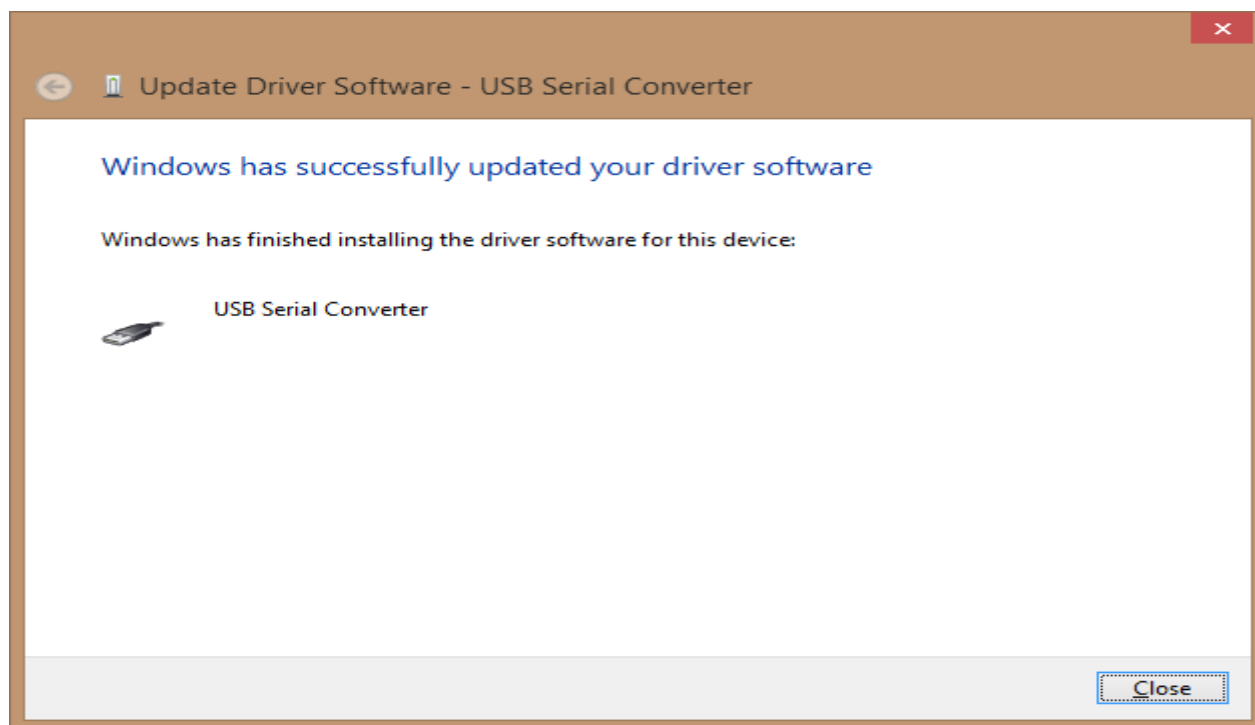 Update Driver Software - USB Serial Converter
Windows has successfully updated your driver software
Windows has finished installing the driver software for this device:
USB Serial Converter
Close